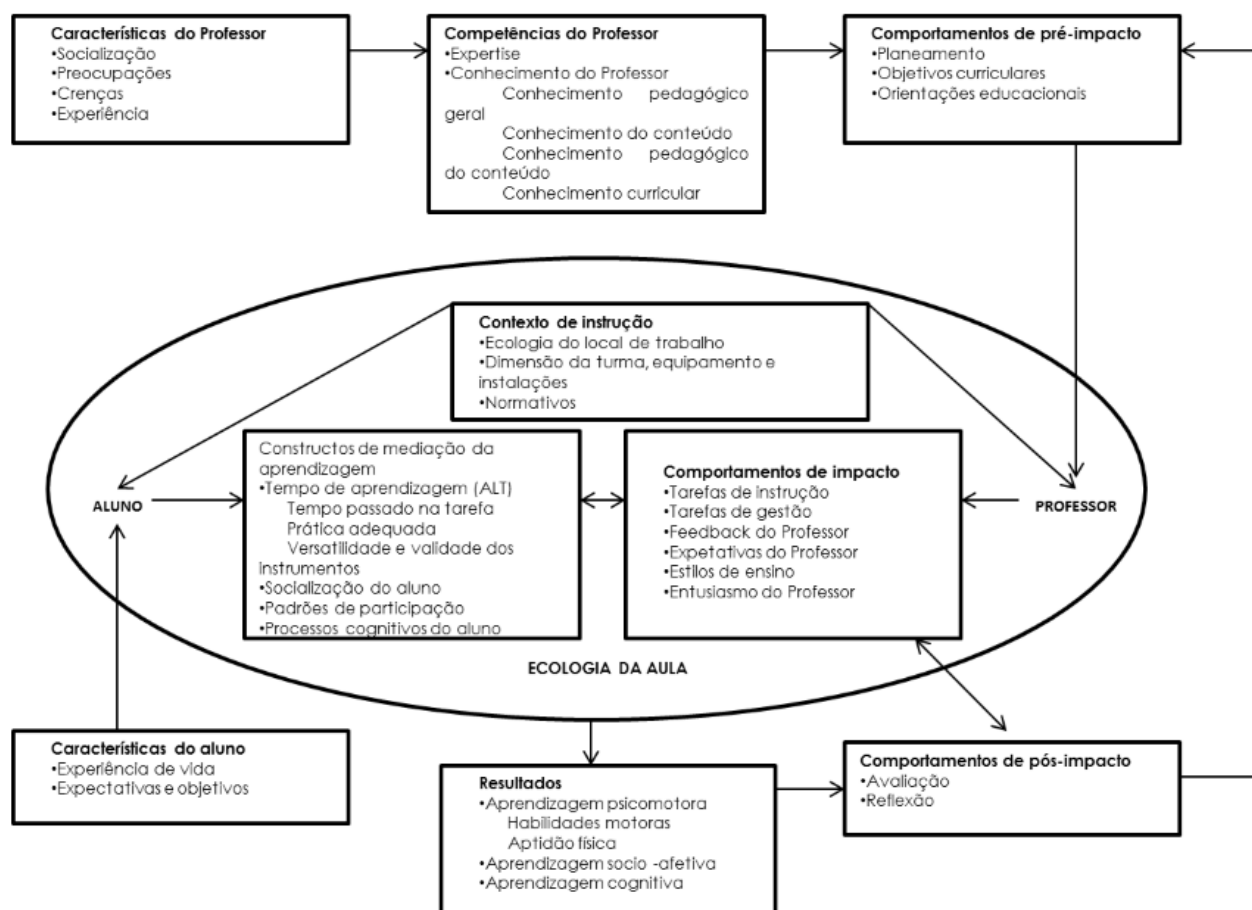 Características do Professor
•Socialização
•Preocupações
•Crenças
•Experiência
Competências do Professor
•Expertise
•Conhecimento do Professor
Conhecimento pedagógico
geral
Conhecimento do conteúdo
Conhecimento pedagógico
do conteúdo
Conhecimento curricular
Comportamentos de pré-impacto
•Planeamento
•Objetivos curriculares
•Orientações educacionais
Contexto de instrução
•Ecologia do local de trabalho
•Dimensão da turma, equipamento e
instalações
•Normativos
ALUNO
Constructos de mediação da
aprendizagem
•Tempo de aprendizagem (ALT)
Tempo passado na tarefa
Prática adequada
Versatilidade e validade dos
instrumentos
•Socialização do aluno
•Padrões de participação
•Processos cognitivos do aluno
Comportamentos de impacto
•Tarefas de instrução
•Tarefas de gestão
•Feedback do Professor
•Expetativas do Professor
•Estilos de ensino
•Entusiasmo do Professor
PROFESSOR
ECOLOGIA DA AULA
Características do aluno
•Experiência de vida
•Expectativas e objetivos
Resultados
•Aprendizagem psicomotora
Habilidades motoras
Aptidão física
•Aprendizagem socio -afetiva
•Aprendizagem cognitiva
Comportamentos de pós-impacto
•Avaliação
•Reflexão